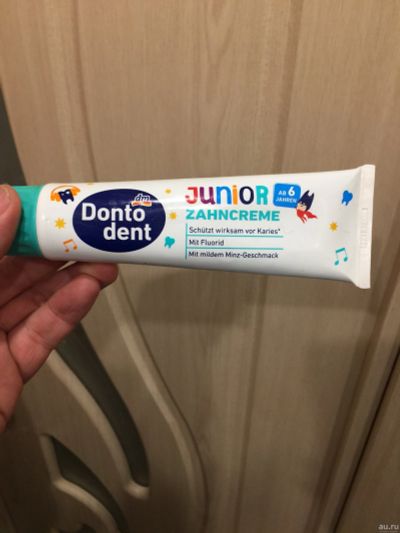 dm
Donto
dent
JUNIOR
ZAHNCREME
AB 6
JAHREN
Schützt wirksam vor Karies*
Mit Fluorid
Mit mildem Minz-Geschmack
au.ru